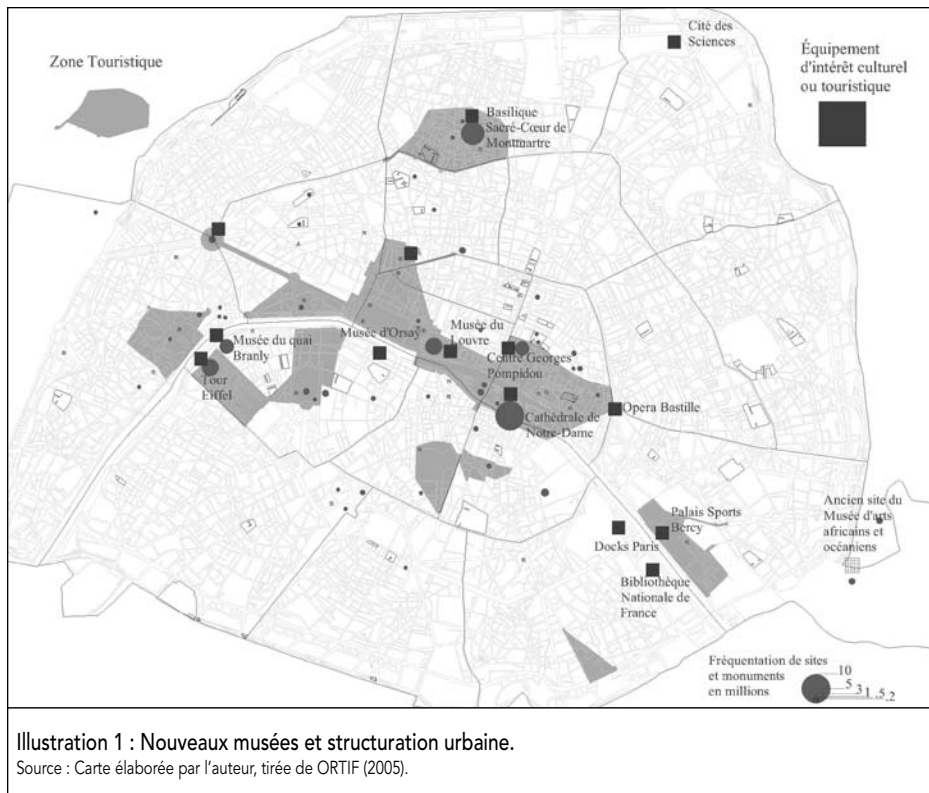 Zone Touristique
Cité des
Sciences
Équipement
d'intérêt culturel
ou touristique
Basilique
Sacré-Cœur de
Montmartre
Musée du quai
Branly
Tour
Eiffel
Musée d'Orsay
Musée du
Louvre
Centre Georges
Pompidou
Opera Bastille
Cathédrale de
Notre-Dame
Palais Sports
Bercy
Docks Paris
Bibliothèque
Nationale de
France
Ancien site du
Musée d'arts
africains et
océaniens
Fréquentation de sites
et monuments
en millions
10
5
3
1
.5
.2
Illustration 1 : Nouveaux musées et structuration urbaine.
Source : Carte élaborée par l'auteur, tirée de ORTIF (2005).